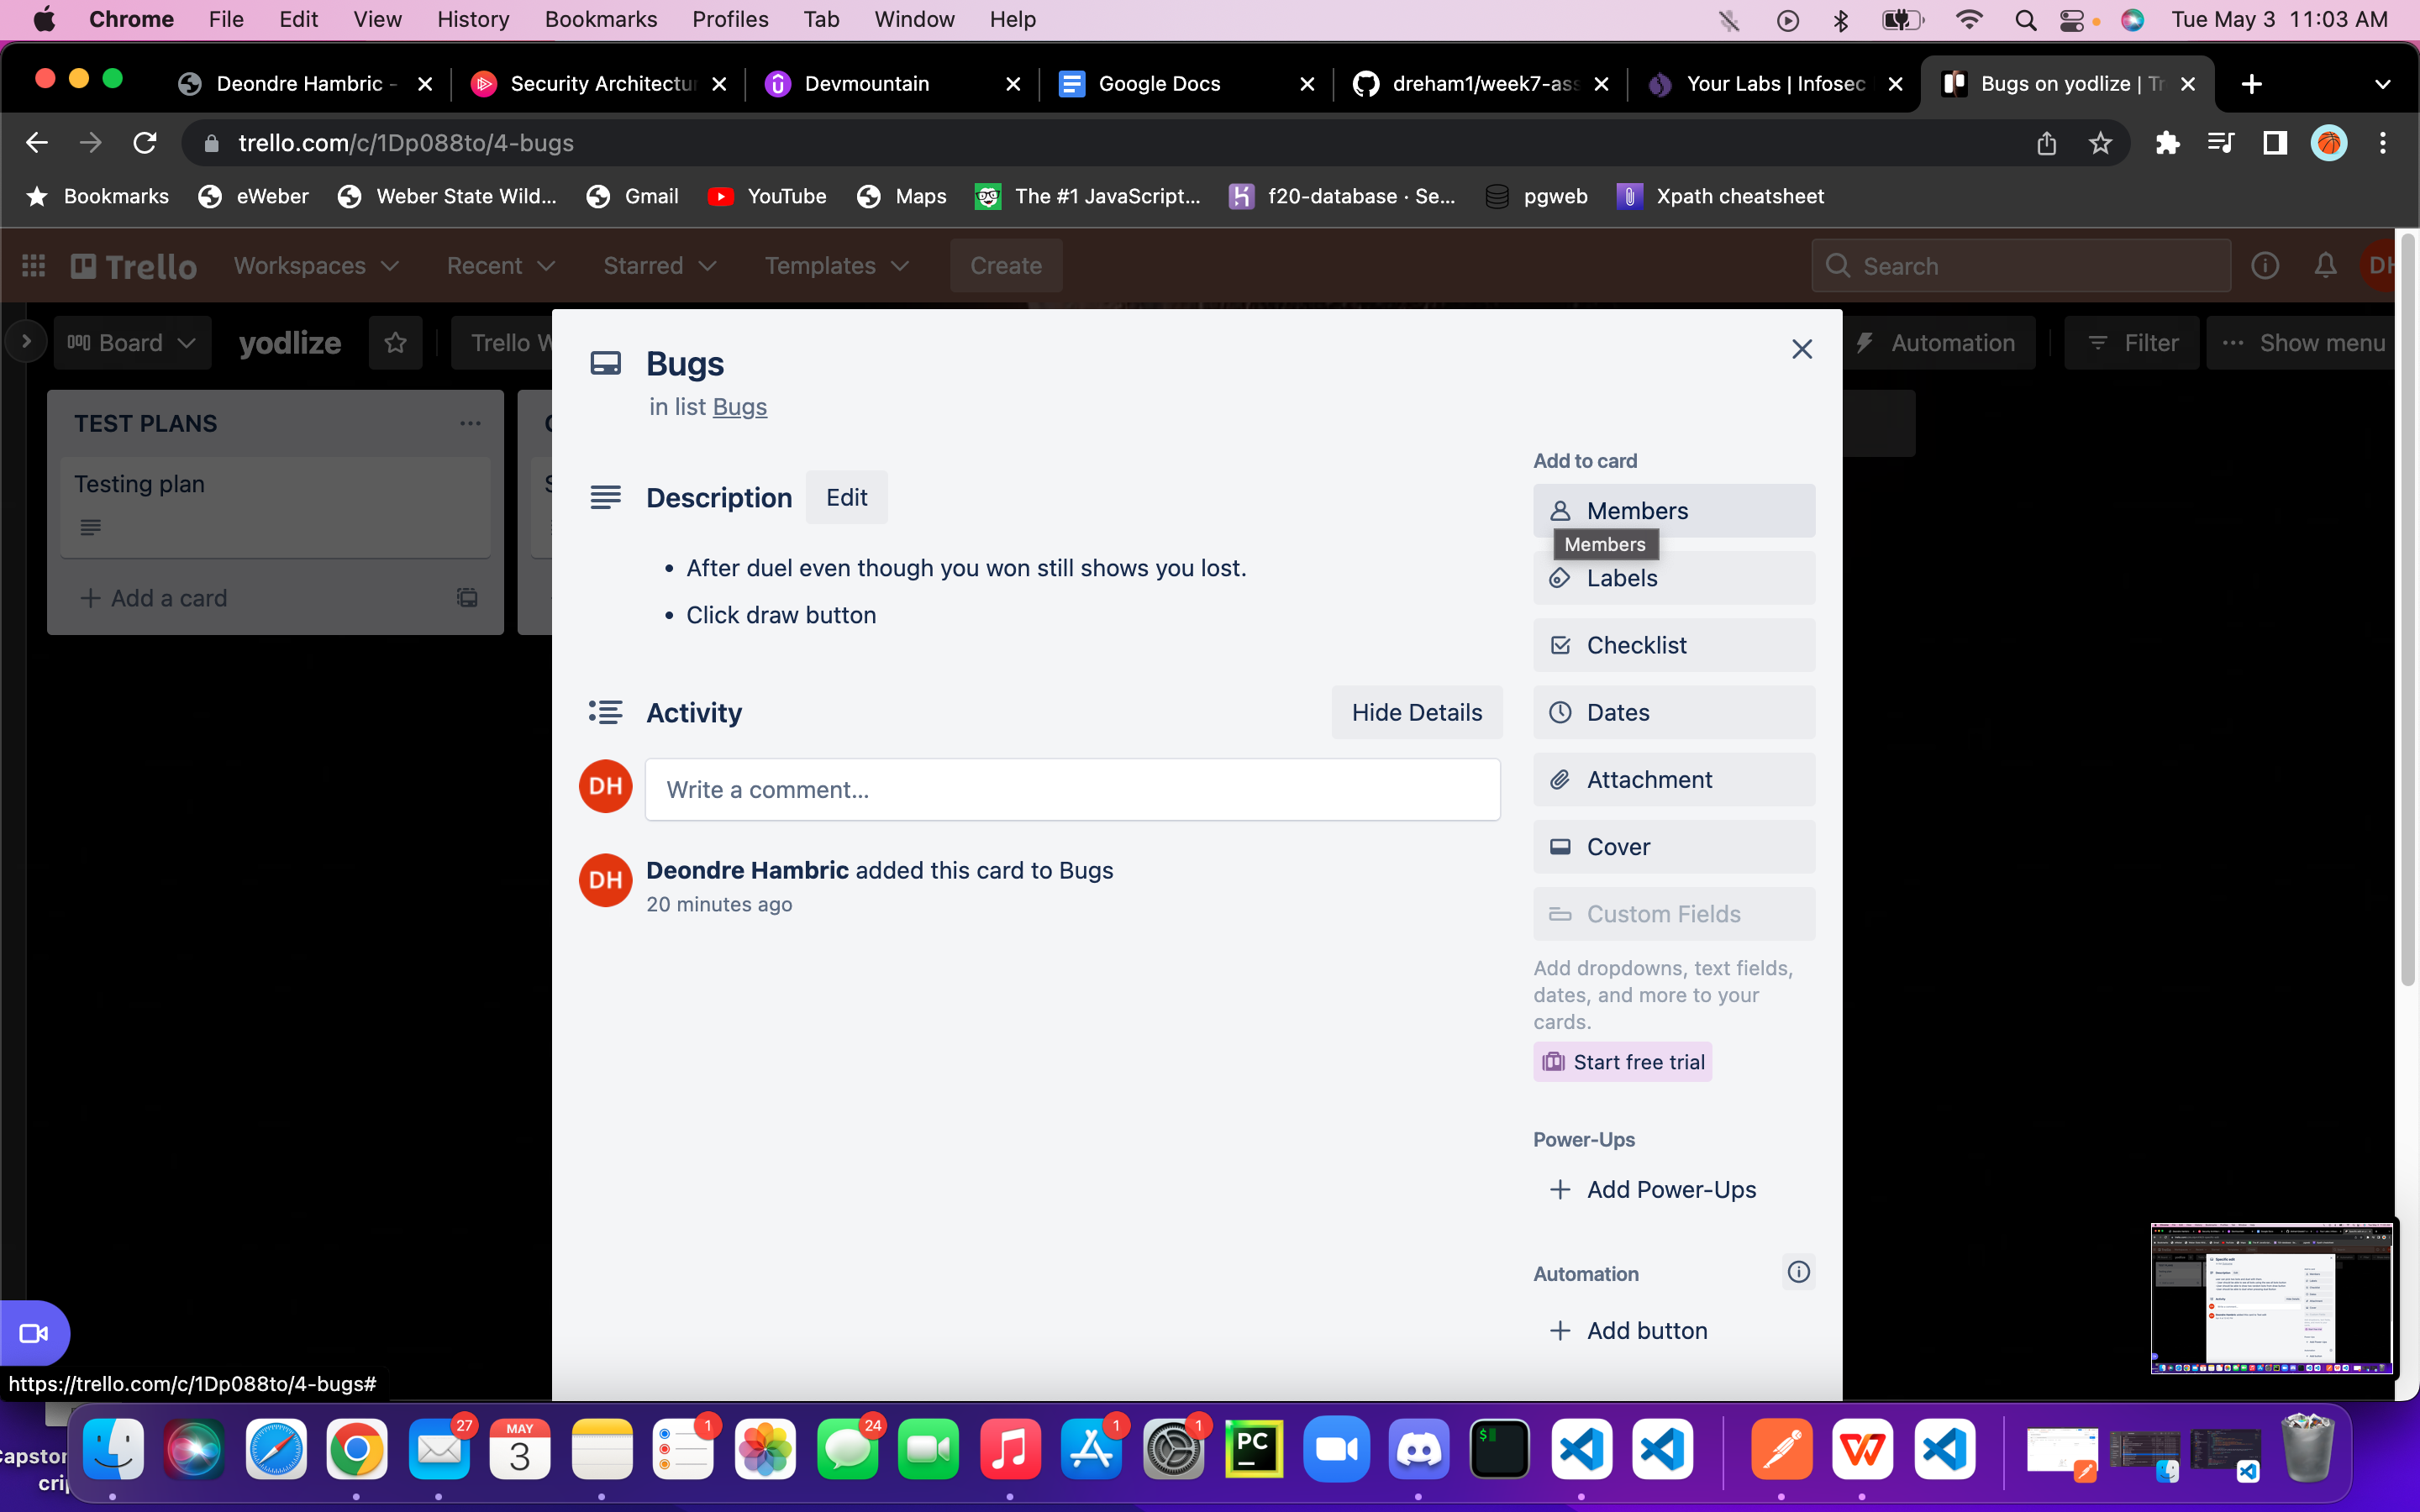 Chrome File Edit View History Bookmarks Profiles Tab Window Help Tue May 3 11:03 AM
Deondre Hambric - Security Architectur Devmountain Google Docs dreham1/week7-ass Your Labs | Infosec Bugs on yodlize | Tr
trello.com/c/1Dp088to/4-bugs
Bookmarks eWeber Weber State Wild... Gmail YouTube Maps The #1 JavaScript... f20-database · Se... pgweb Xpath cheatsheet
Trello Workspaces Recent Starred Templates Create Search DH
Board yodlize Trello W Automation Filter ··· Show menu
Bugs
in list Bugs
TEST PLANS
Testing plan
+ Add a card
Description Edit
• After duel even though you won still shows you lost.
• Click draw button
Activity Hide Details
DH Write a comment...
DH Deondre Hambric added this card to Bugs
20 minutes ago
Add to card
Members
Members
Labels
Checklist
Dates
Attachment
Cover
Custom Fields
Add dropdowns, text fields,
dates, and more to your
cards.
Start free trial
Power-Ups
+ Add Power-Ups
Automation
+ Add button
https://trello.com/c/1Dp088to/4-bugs#
27 MAY 3 1 24 1 1 PC $